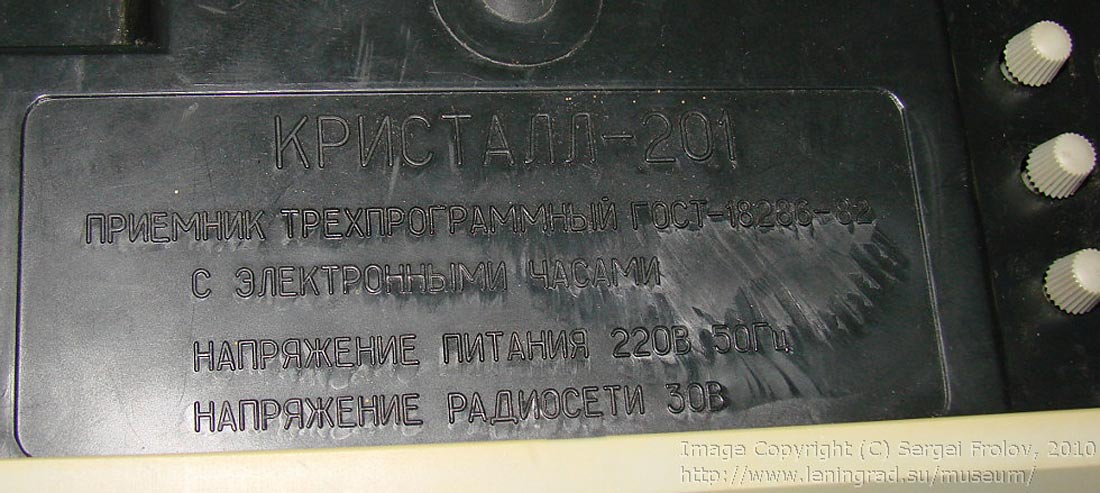 КРИСТАЛЛ-201
ПРИЕМНИК ТРЕХПРОГРАММНЫЙ ГОСТ-18286-82
С ЭЛЕКТРОННЫМИ ЧАСАМИ
НАПРЯЖЕНИЕ ПИТАНИЯ 220В 50Гц
НАПРЯЖЕНИЕ РАДИОСЕТИ 30В
Image Copyright (C) Sergei Frolov, 2010
http://www.leningrad.su/museum/